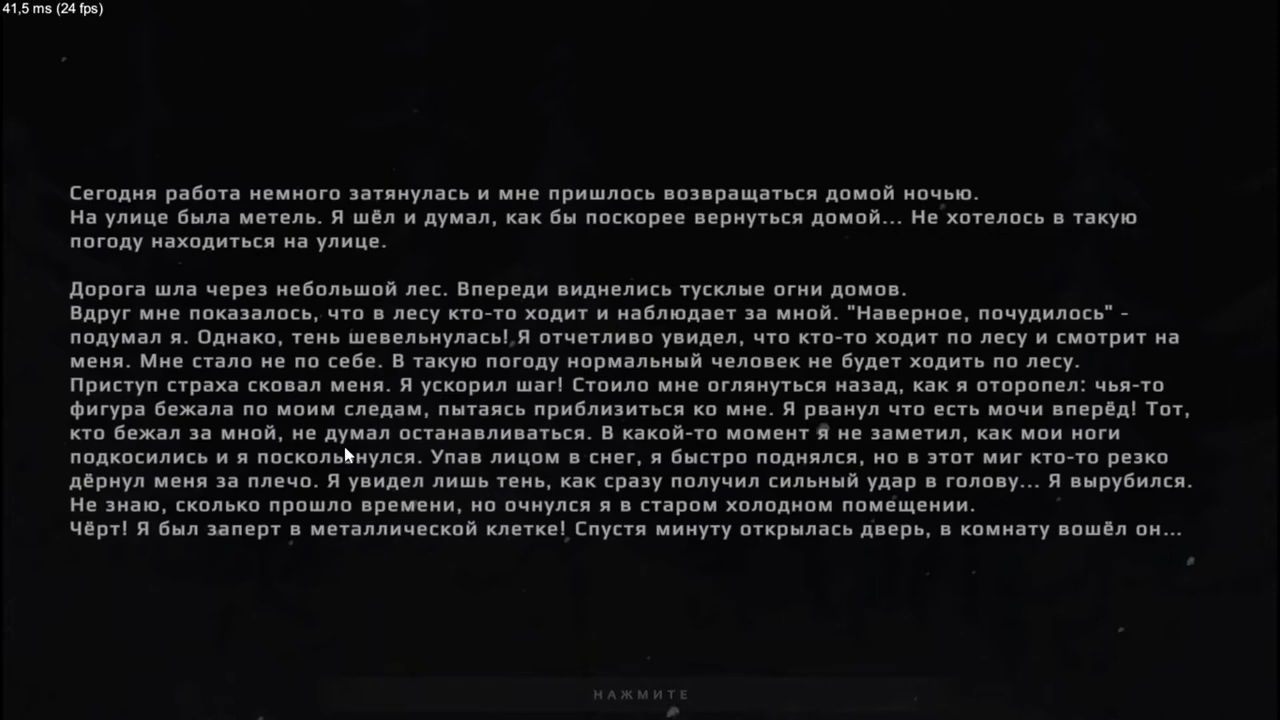 41,5 ms (24 fps)
Сегодня работа немного затянулась и мне пришлось возвращаться домой ночью.
На улице была метель. Я шёл и думал, как бы поскорее вернуться домой... Не хотелось в такую
погоду находиться на улице.
Дорога шла через небольшой лес. Впереди виднелись тусклые огни домов.
Вдруг мне показалось, что в лесу кто-то ходит и наблюдает за мной. "Наверное, почудилось" -
подумал я. Однако, тень шевельнулась! Я отчетливо увидел, что кто-то ходит по лесу и смотрит на
меня. Мне стало не по себе. В такую погоду нормальный человек не будет ходить по лесу.
Приступ страха сковал меня. Я ускорил шаг! Стоило мне оглянуться назад, как я оторопел: чья-то
фигура бежала по моим следам, пытаясь приблизиться ко мне. Я рванул что есть мочи вперёд! Тот,
кто бежал за мной, не думал останавливаться. В какой-то момент я не заметил, как мои ноги
подкосились и я поскользнулся. Упав лицом в снег, я быстро поднялся, но в этот миг кто-то резко
дёрнул меня за плечо. Я увидел лишь тень, как сразу получил сильный удар в голову... Я вырубился.
Не знаю, сколько прошло времени, но очнулся я в старом холодном помещении.
Чёрт! Я был заперт в металлической клетке! Спустя минуту открылась дверь, в комнату вошёл он...
НАЖМИТЕ